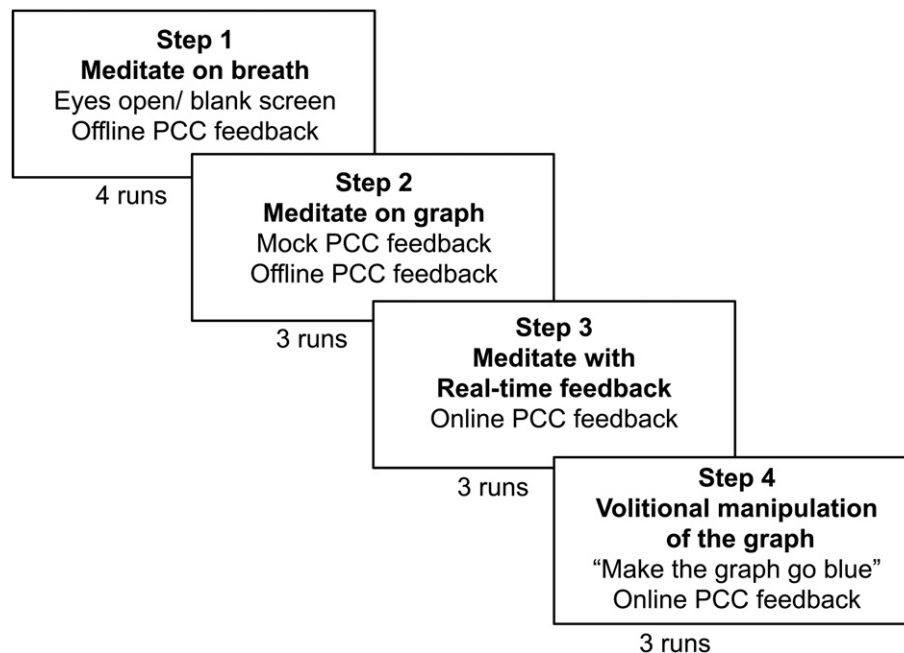 Step 1
Meditate on breath
Eyes open/ blank screen
Offline PCC feedback
4 runs
Step 2
Meditate on graph
Mock PCC feedback
Offline PCC feedback
3 runs
Step 3
Meditate with
Real-time feedback
Online PCC feedback
3 runs
Step 4
Volitional manipulation
of the graph
“Make the graph go blue”
Online PCC feedback
3 runs